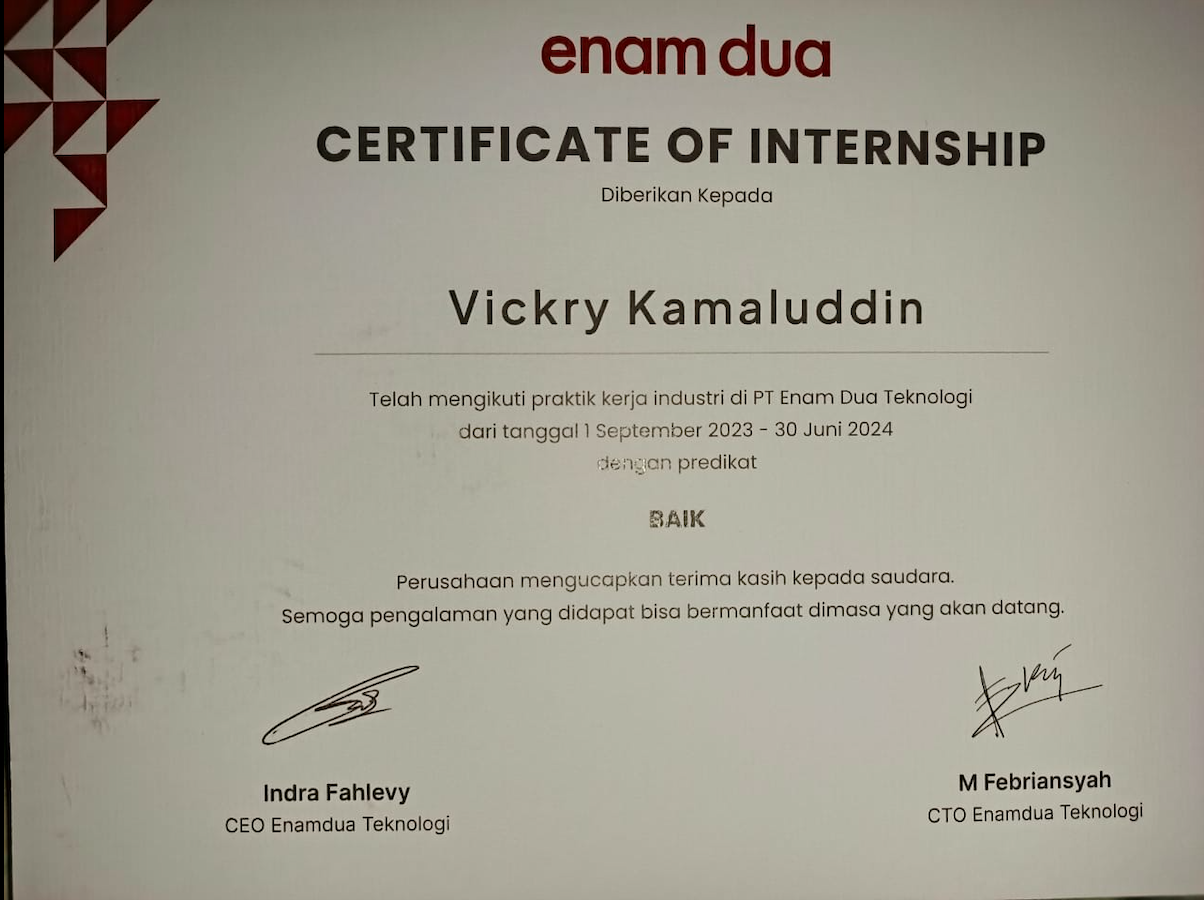 enam dua
CERTIFICATE OF INTERNSHIP
Diberikan Kepada
Vickry Kamaluddin
Telah mengikuti praktik kerja industri di PT Enam Dua Teknologi
dari tanggal 1 September 2023 - 30 Juni 2024
dengan predikat
BAIK
Perusahaan mengucapkan terima kasih kepada saudara.
Semoga pengalaman yang didapat bisa bermanfaat dimasa yang akan datang.
Indra Fahlevy
CEO Enamdua Teknologi
M Febriansyah
CTO Enamdua Teknologi